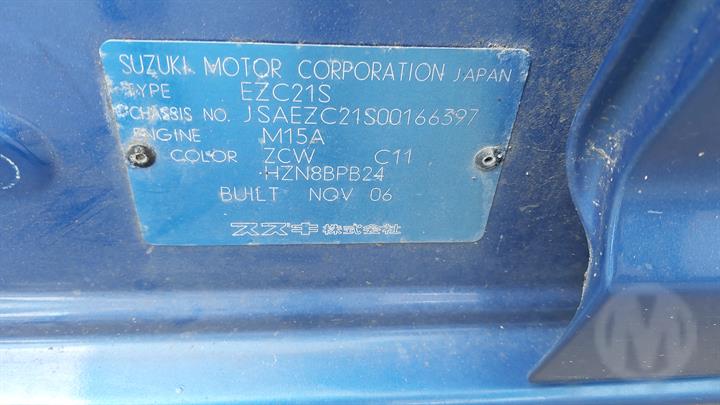 SUZUKI MOTOR CORPORATION JAPAN
TYPE EZC21S
CHASSIS NO. JSAEZC21S00166397
ENGINE M15A
COLOR ZCW C11
HZN8BPB24
BUILT NOV 06
スズキ株式会社
M